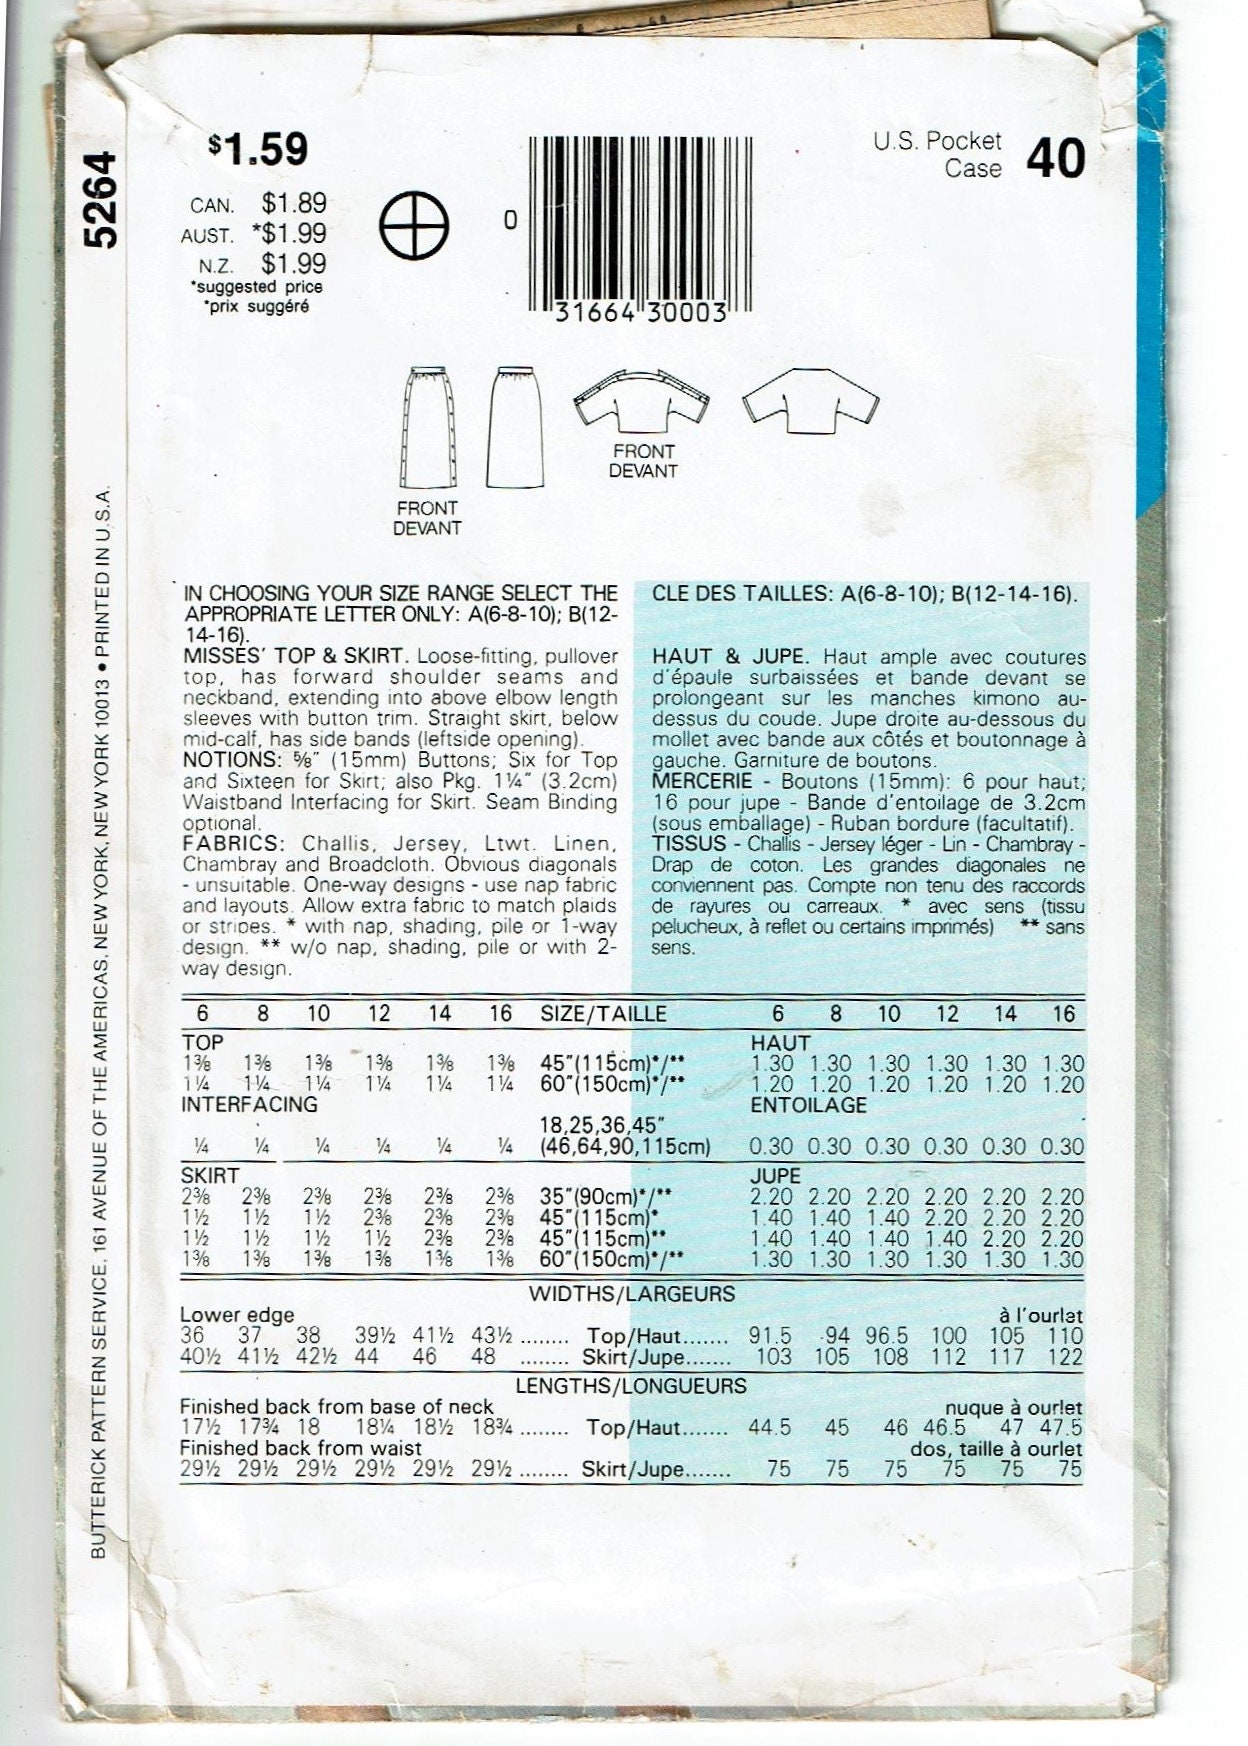 5264
$1.59
CAN. $1.89
AUST. *$1.99
N.Z. $1.99
*suggested price
*prix suggéré
0
31664 30003
U.S. Pocket
Case 40
FRONT
DEVANT
FRONT
DEVANT
BUTTERICK PATTERN SERVICE, 161 AVENUE OF THE AMERICAS, NEW YORK, NEW YORK 10013 • PRINTED IN U.S.A.
IN CHOOSING YOUR SIZE RANGE SELECT THE
APPROPRIATE LETTER ONLY: A(6-8-10); B(12-
14-16).
MISSES' TOP & SKIRT. Loose-fitting, pullover
top, has forward shoulder seams and
neckband, extending into above elbow length
sleeves with button trim. Straight skirt, below
mid-calf, has side bands (leftside opening).
NOTIONS: ⅝" (15mm) Buttons; Six for Top
and Sixteen for Skirt; also Pkg. 1¼" (3.2cm)
Waistband Interfacing for Skirt. Seam Binding
optional.
FABRICS: Challis, Jersey, Ltwt. Linen,
Chambray and Broadcloth. Obvious diagonals
- unsuitable. One-way designs - use nap fabric
and layouts. Allow extra fabric to match plaids
or stripes. * with nap, shading, pile or 1-way
design. ** w/o nap, shading, pile or with 2-
way design.
CLE DES TAILLES: A(6-8-10); B(12-14-16).
HAUT & JUPE. Haut ample avec coutures
d'épaule surbaissées et bande devant se
prolongeant sur les manches kimono au-
dessus du coude. Jupe droite au-dessous du
mollet avec bande aux côtés et boutonnage à
gauche. Garniture de boutons.
MERCERIE - Boutons (15mm): 6 pour haut;
16 pour jupe - Bande d'entoilage de 3.2cm
(sous emballage) - Ruban bordure (facultatif).
TISSUS - Challis - Jersey léger - Lin - Chambray -
Drap de coton. Les grandes diagonales ne
conviennent pas. Compte non tenu des raccords
de rayures ou carreaux. * avec sens (tissu
pelucheux, à reflet ou certains imprimés) ** sans
sens.
6 8 10 12 14 16 SIZE/TAILLE 6 8 10 12 14 16
TOP HAUT
1⅜ 1⅜ 1⅜ 1⅜ 1⅜ 1⅜ 45"(115cm)*/** 1.30 1.30 1.30 1.30 1.30 1.30
1¼ 1¼ 1¼ 1¼ 1¼ 1¼ 60"(150cm)*/** 1.20 1.20 1.20 1.20 1.20 1.20
INTERFACING ENTOILAGE
18,25,36,45"
¼ ¼ ¼ ¼ ¼ ¼ (46,64,90,115cm) 0.30 0.30 0.30 0.30 0.30 0.30
SKIRT JUPE
2⅜ 2⅜ 2⅜ 2⅜ 2⅜ 2⅜ 35"(90cm)*/** 2.20 2.20 2.20 2.20 2.20 2.20
1½ 1½ 1½ 2⅜ 2⅜ 2⅜ 45"(115cm)* 1.40 1.40 1.40 2.20 2.20 2.20
1½ 1½ 1½ 1½ 2⅜ 2⅜ 45"(115cm)** 1.40 1.40 1.40 1.40 2.20 2.20
1⅜ 1⅜ 1⅜ 1⅜ 1⅜ 1⅜ 60"(150cm)*/** 1.30 1.30 1.30 1.30 1.30 1.30
WIDTHS/LARGEURS
Lower edge à l'ourlet
36 37 38 39½ 41½ 43½ ........ Top/Haut....... 91.5 94 96.5 100 105 110
40½ 41½ 42½ 44 46 48 ........ Skirt/Jupe....... 103 105 108 112 117 122
LENGTHS/LONGUEURS
Finished back from base of neck nuque à ourlet
17½ 17¾ 18 18¼ 18½ 18¾ ........ Top/Haut....... 44.5 45 46 46.5 47 47.5
Finished back from waist dos, taille à ourlet
29½ 29½ 29½ 29½ 29½ 29½ ........ Skirt/Jupe....... 75 75 75 75 75 75